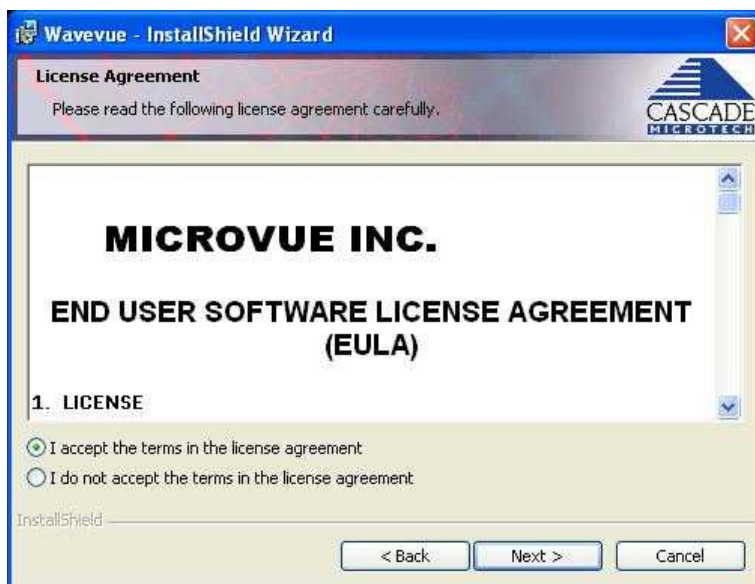 Wavevue - InstallShield Wizard
License Agreement
Please read the following license agreement carefully.
CASCADE
MICROTECH
MICROVUE INC.
END USER SOFTWARE LICENSE AGREEMENT
(EULA)
1. LICENSE
I accept the terms in the license agreement
I do not accept the terms in the license agreement
InstallShield
< Back
Next >
Cancel